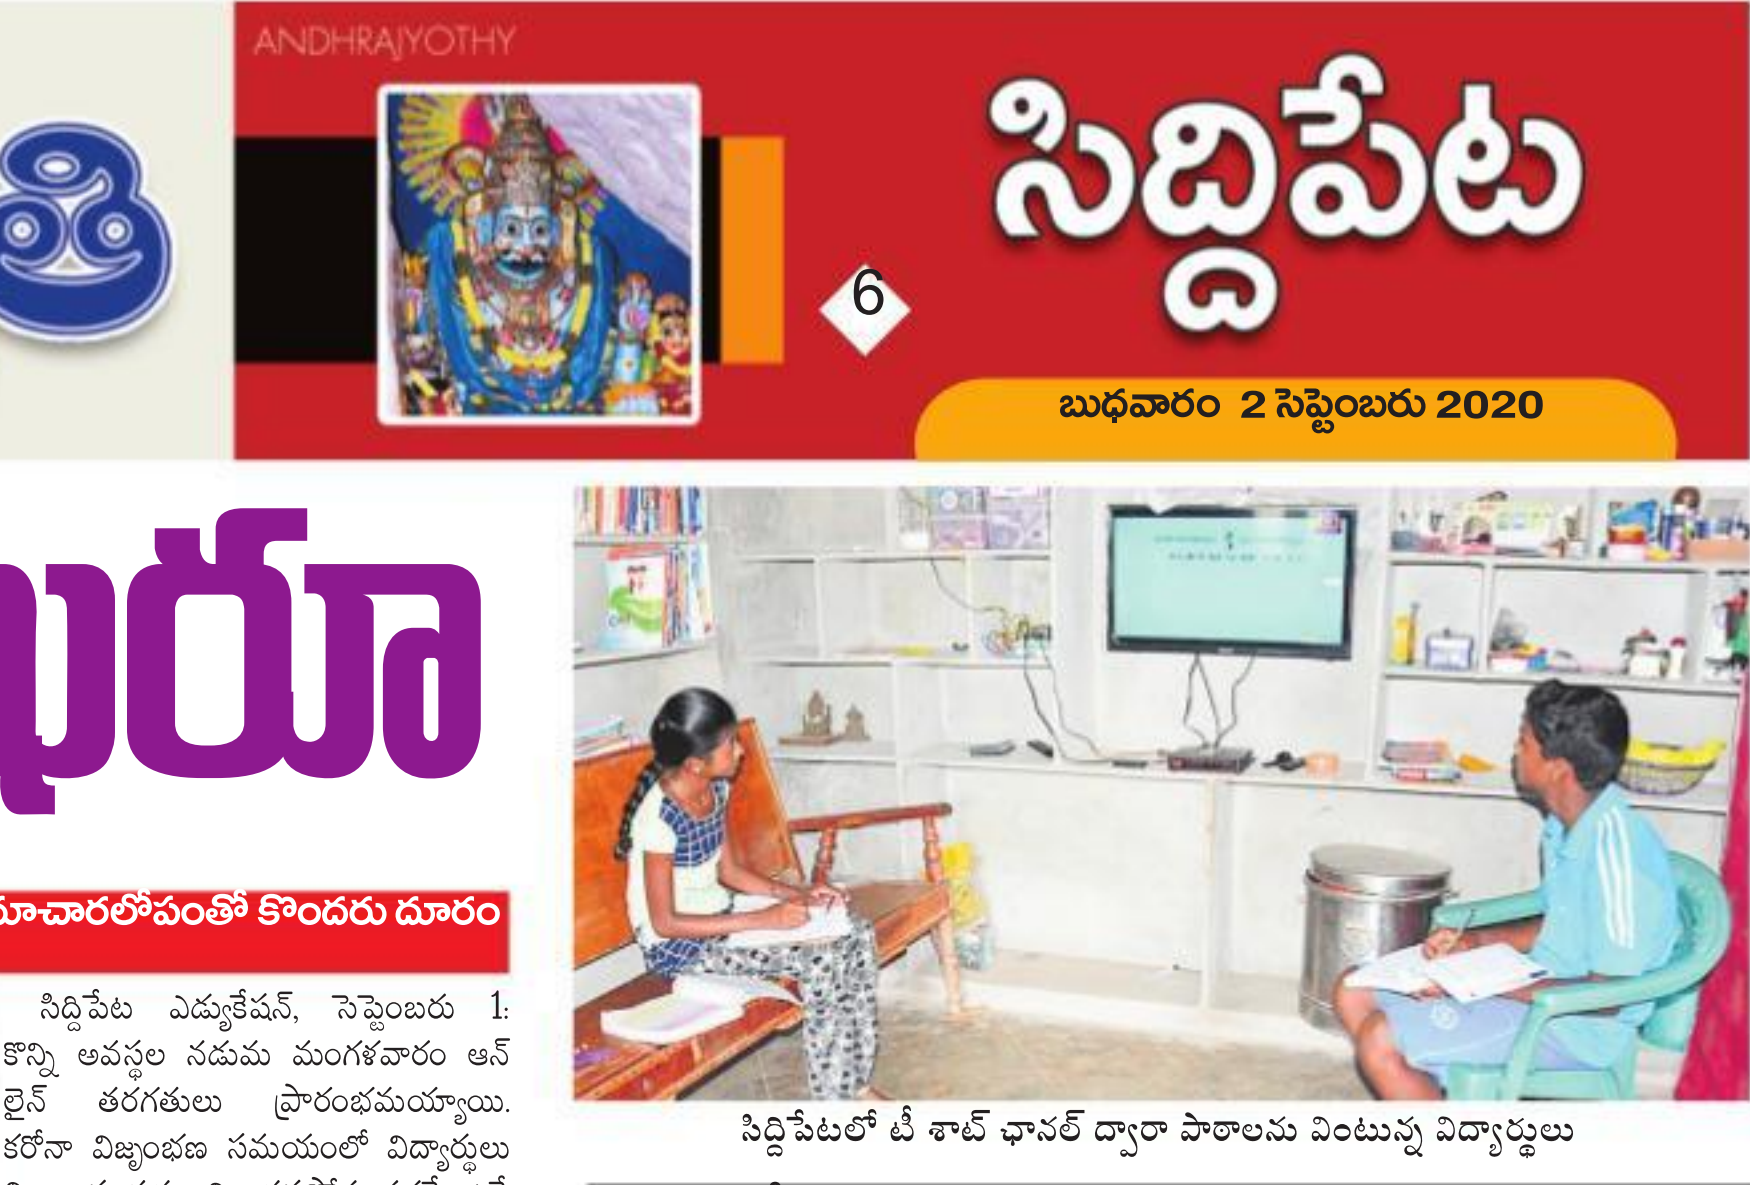 ANDHRAJYOTHY
సిద్దిపేట
6
బుధవారం 2 సెప్టెంబరు 2020
కొందరు దూరం
సిద్దిపేట ఎడ్యుకేషన్, సెప్టెంబరు 1:
కొన్ని అవస్థల నడుమ మంగళవారం ఆన్
లైన్ తరగతులు ప్రారంభమయ్యాయి.
కరోనా విజృంభణ సమయంలో విద్యార్థులు
సిద్దిపేటలో టీ శాట్ ఛానల్ ద్వారా పాఠాలను వింటున్న విద్యార్థులు